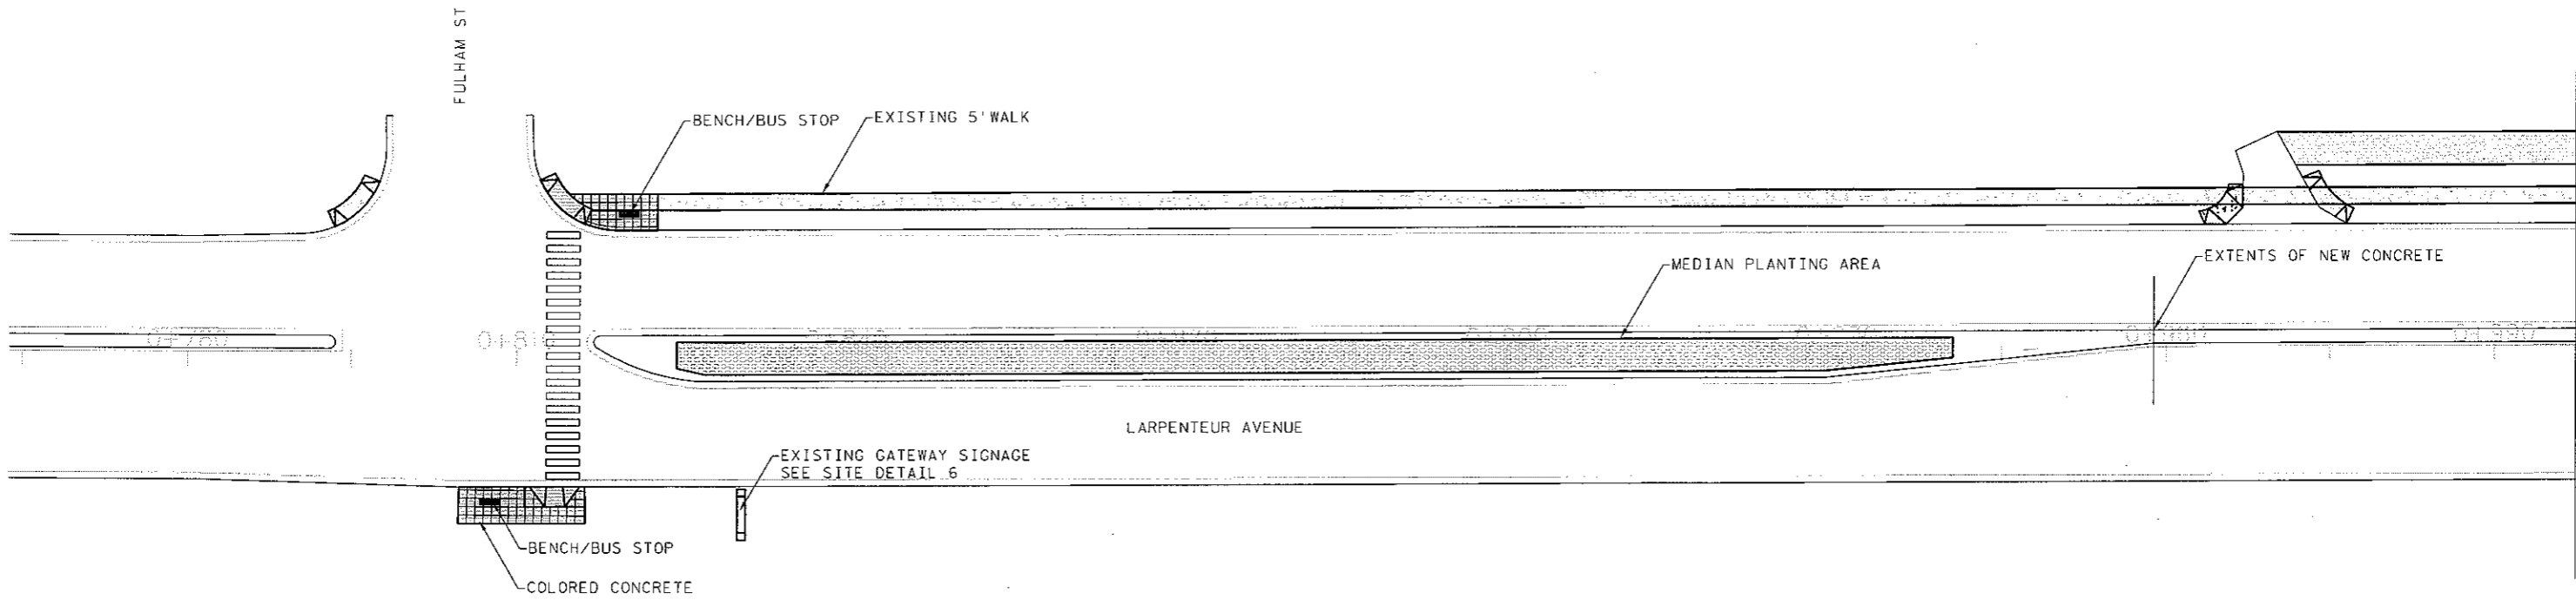 FULHAM ST
BENCH/BUS STOP
EXISTING 5' WALK
MEDIAN PLANTING AREA
EXTENTS OF NEW CONCRETE
LARPENTEUR AVENUE
EXISTING GATEWAY SIGNAGE
SEE SITE DETAIL 6
BENCH/BUS STOP
COLORED CONCRETE